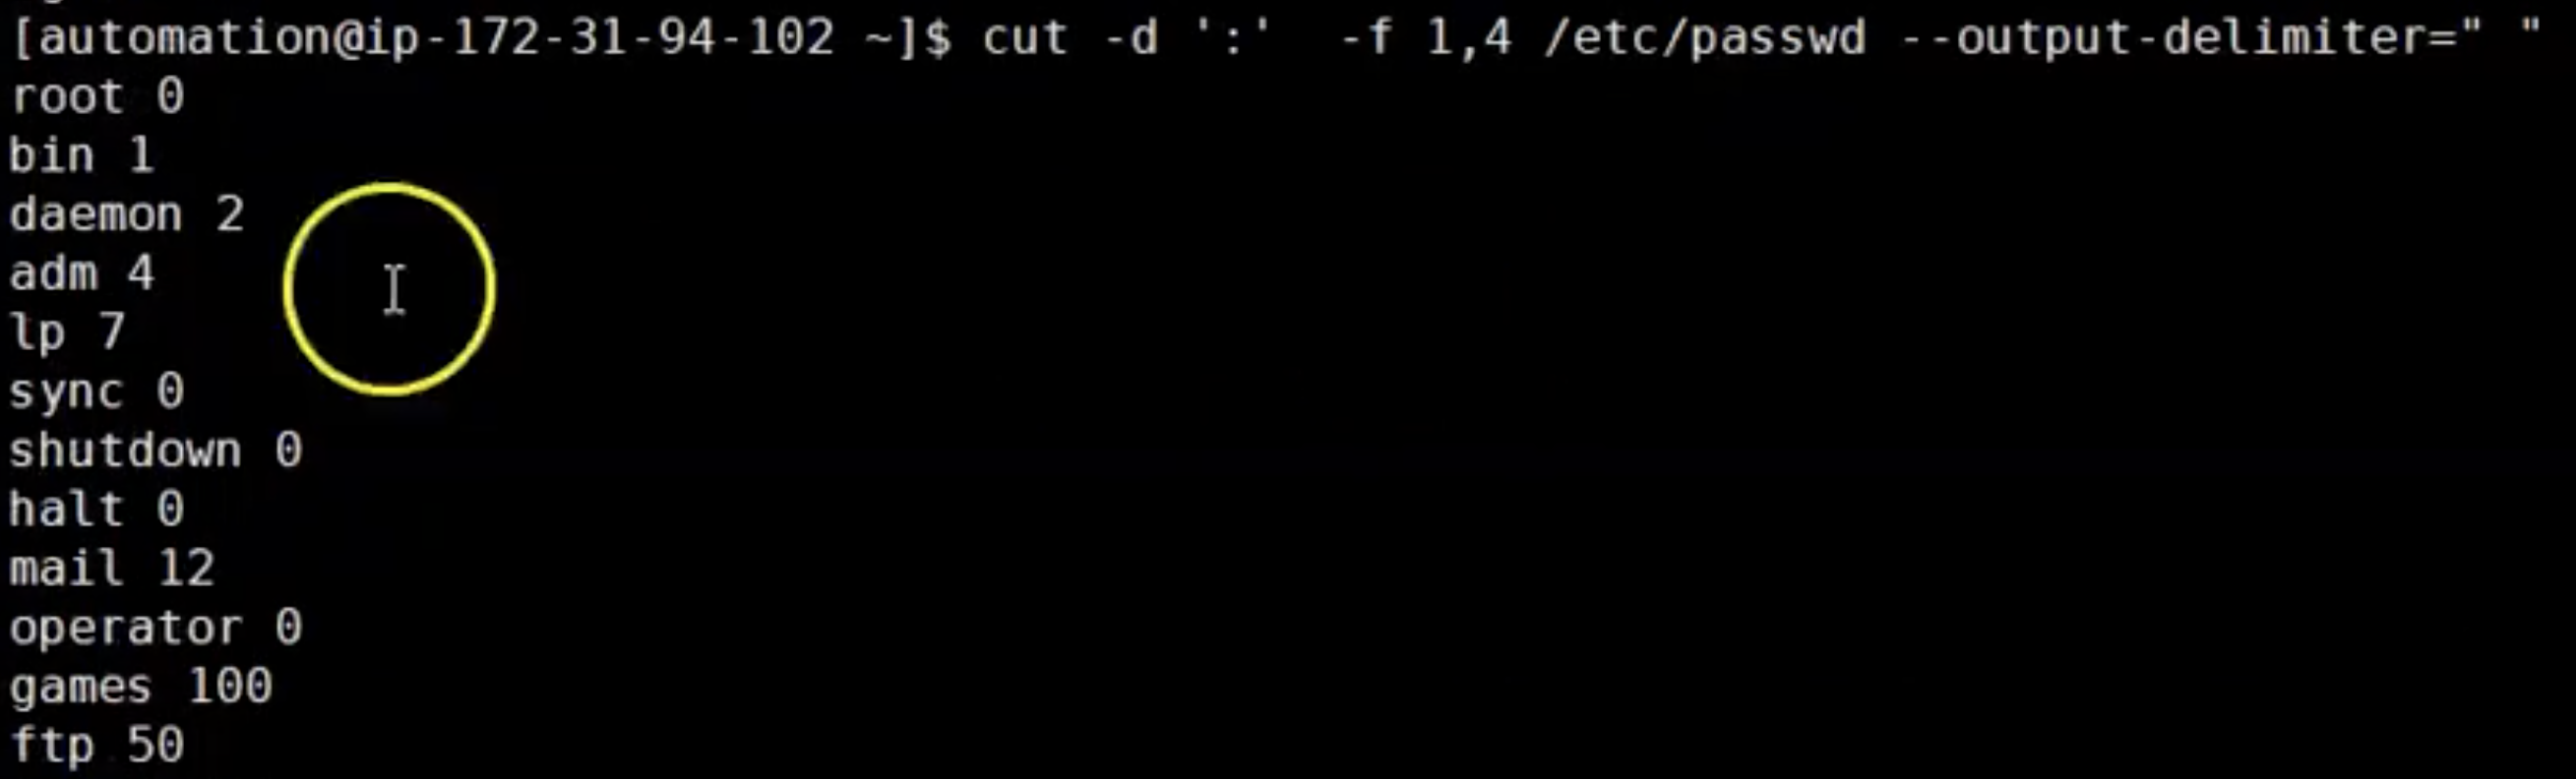 [automation@ip-172-31-94-102 ~]$ cut -d ':'  -f 1,4 /etc/passwd --output-delimiter=" "
root 0
bin 1
daemon 2
adm 4
lp 7
sync 0
shutdown 0
halt 0
mail 12
operator 0
games 100
ftp 50